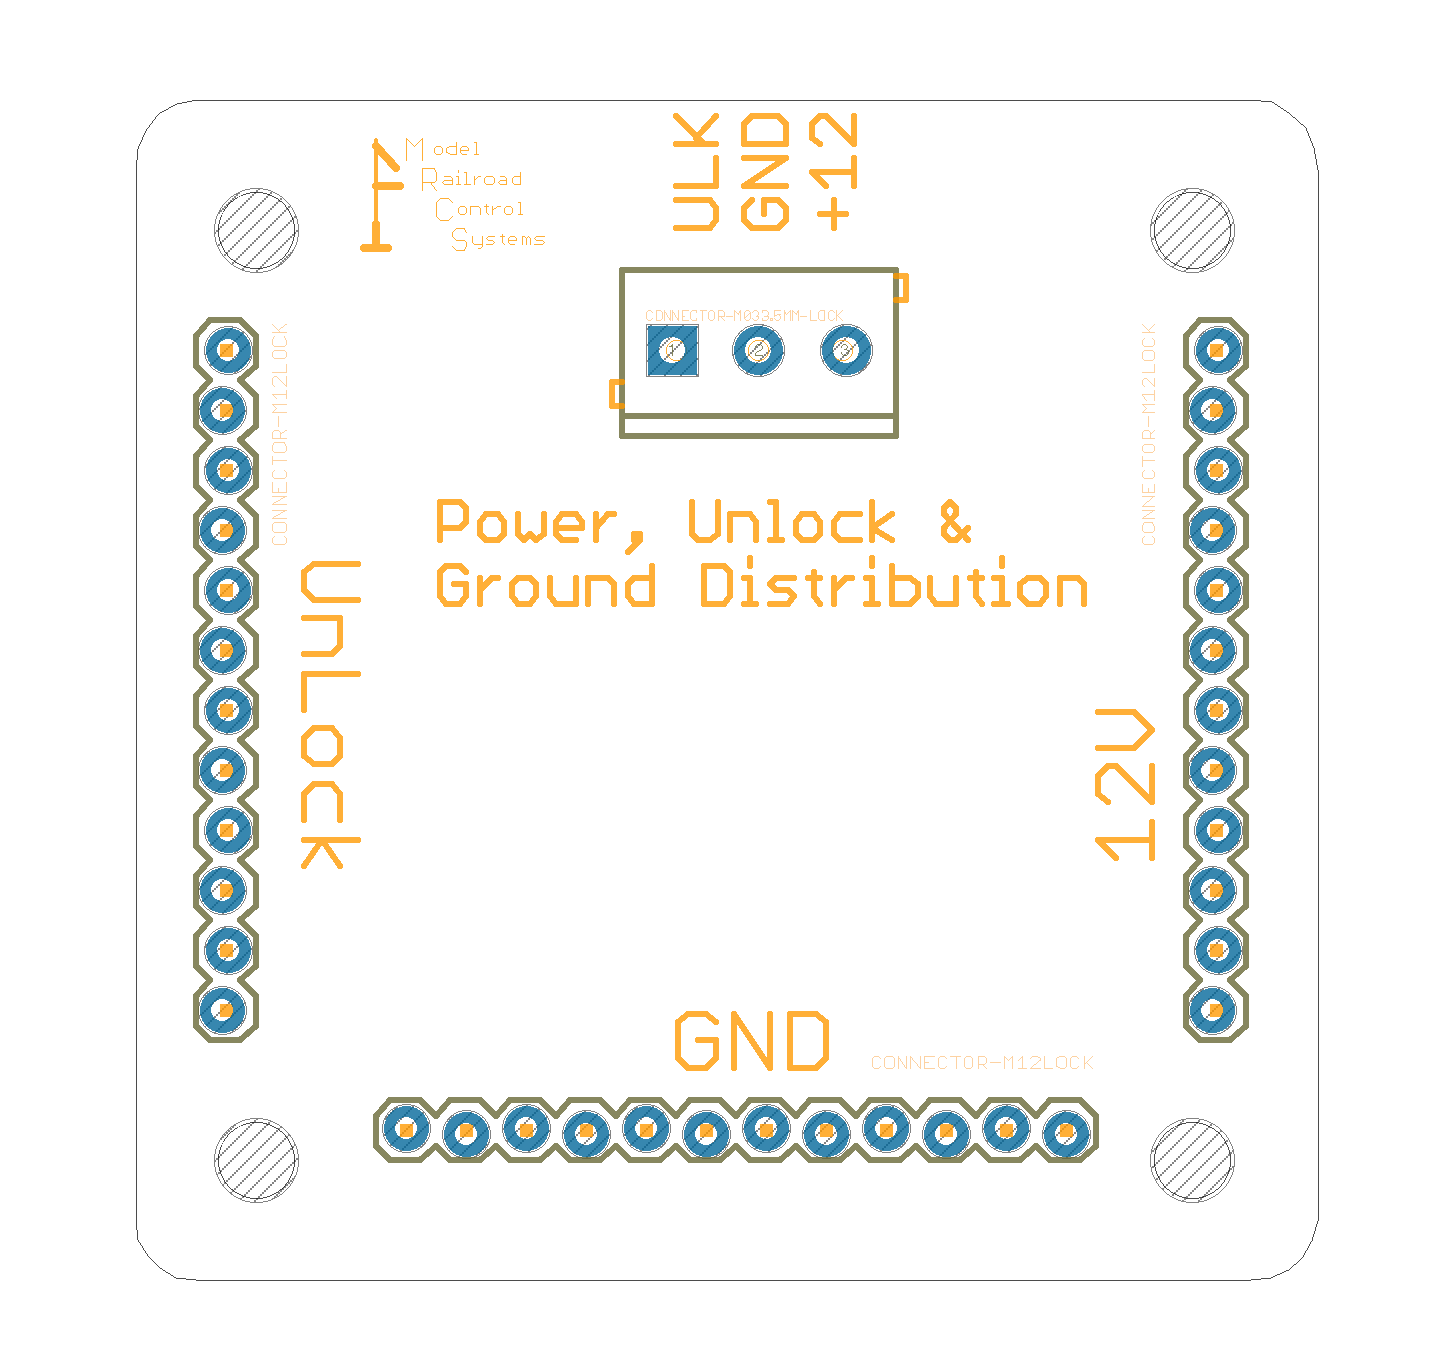 Model
Railroad
Control
Systems
ULK
GND
+12
CONNECTOR-M033.5MM-LOCK
1
2
3
CONNECTOR-M12LOCK
CONNECTOR-M12LOCK
Power, Unlock &
Ground Distribution
Unlock
12V
GND
CONNECTOR-M12LOCK